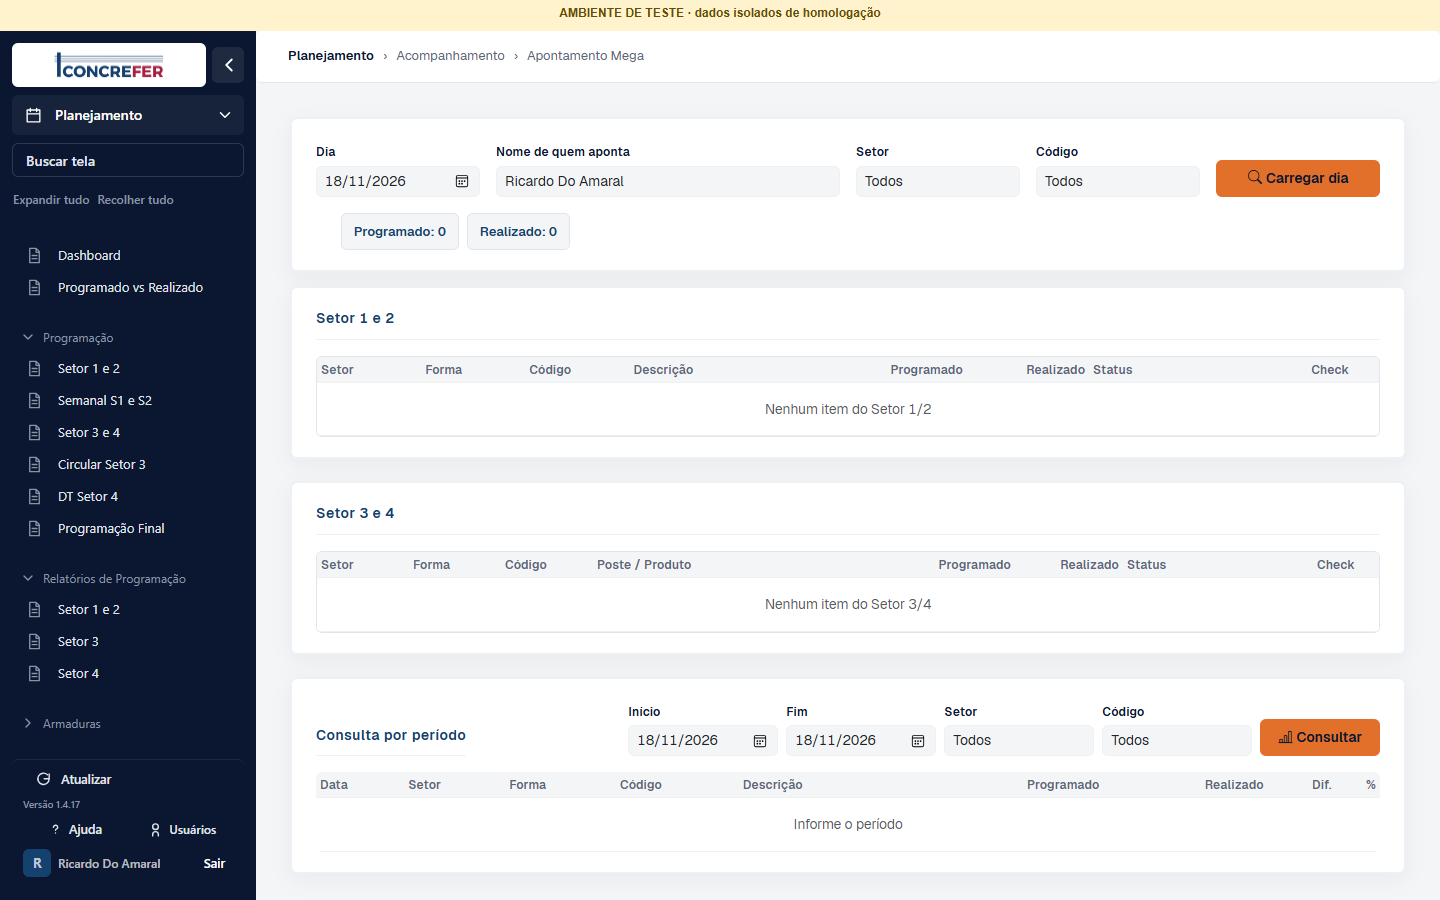 AMBIENTE DE TESTE · dados isolados de homologação
CONCREFER
Planejamento
Buscar tela
Expandir tudo Recolher tudo
Dashboard
Programado vs Realizado
Programação
Setor 1 e 2
Semanal S1 e S2
Setor 3 e 4
Circular Setor 3
DT Setor 4
Programação Final
Relatórios de Programação
Setor 1 e 2
Setor 3
Setor 4
Armaduras
Atualizar
Versão 1.4.17
? Ajuda Usuários
R Ricardo Do Amaral Sair
Planejamento › Acompanhamento › Apontamento Mega
Dia Nome de quem aponta Setor Código
18/11/2026 Ricardo Do Amaral Todos Todos Carregar dia
Programado: 0 Realizado: 0
Setor 1 e 2
Setor Forma Código Descrição Programado Realizado Status Check
Nenhum item do Setor 1/2
Setor 3 e 4
Setor Forma Código Poste / Produto Programado Realizado Status Check
Nenhum item do Setor 3/4
Início Fim Setor Código
Consulta por período 18/11/2026 18/11/2026 Todos Todos Consultar
Data Setor Forma Código Descrição Programado Realizado Dif. %
Informe o período